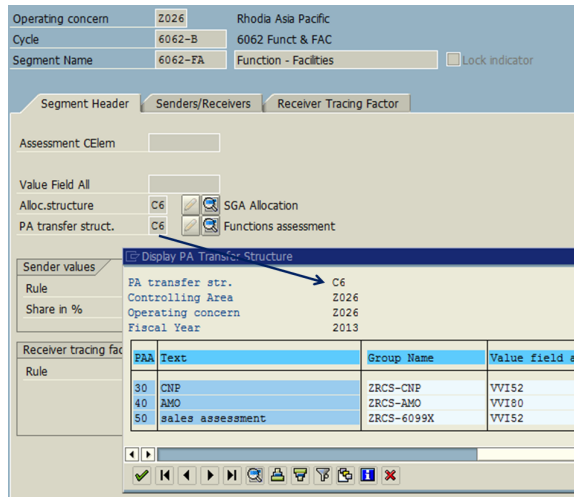 Operating concern Z026 Rhodia Asia Pacific
Cycle 6062-B 6062 Funct & FAC
Segment Name 6062-FA Function - Facilities Lock indicator
Segment Header Senders/Receivers Receiver Tracing Factor
Assessment CElem
Value Field All
Alloc.structure C6 SGA Allocation
PA transfer struct. C6 Functions assessment
Sender values
Rule
Share in %
Receiver tracing fac
Rule
Display PA Transfer Structure
PA transfer str. C6
Controlling Area Z026
Operating concern Z026
Fiscal Year 2013
PAA Text Group Name Value field a
30 CNP ZRCS-CNP VVI52
40 AMO ZRCS-AMO VVI80
50 sales assessment ZRCS-6099X VVI52